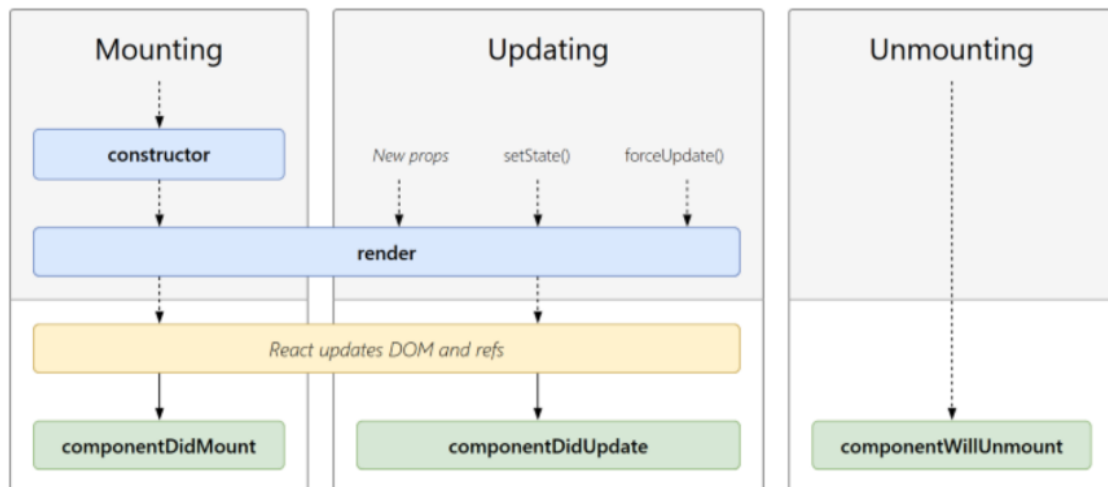 Mounting
Updating
Unmounting
constructor
New props
setState()
forceUpdate()
render
React updates DOM and refs
componentDidMount
componentDidUpdate
componentWillUnmount